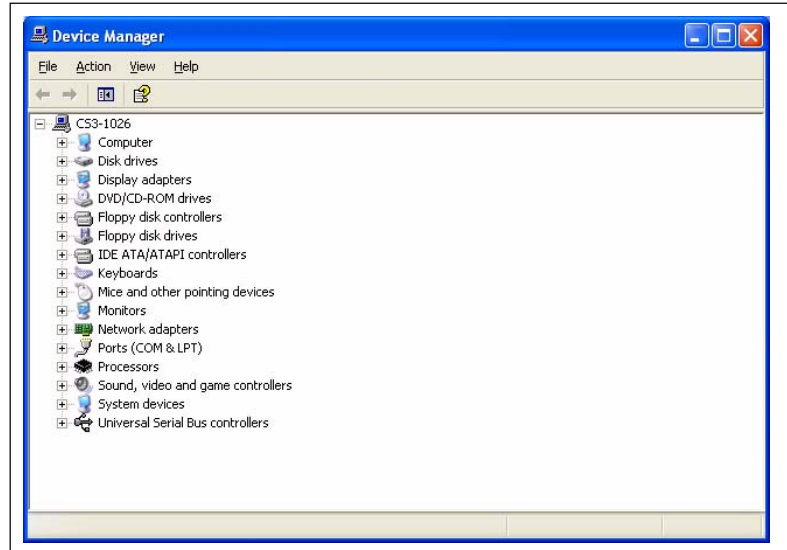 Device Manager
File Action View Help
CS3-1026
Computer
Disk drives
Display adapters
DVD/CD-ROM drives
Floppy disk controllers
Floppy disk drives
IDE ATA/ATAPI controllers
Keyboards
Mice and other pointing devices
Monitors
Network adapters
Ports (COM & LPT)
Processors
Sound, video and game controllers
System devices
Universal Serial Bus controllers